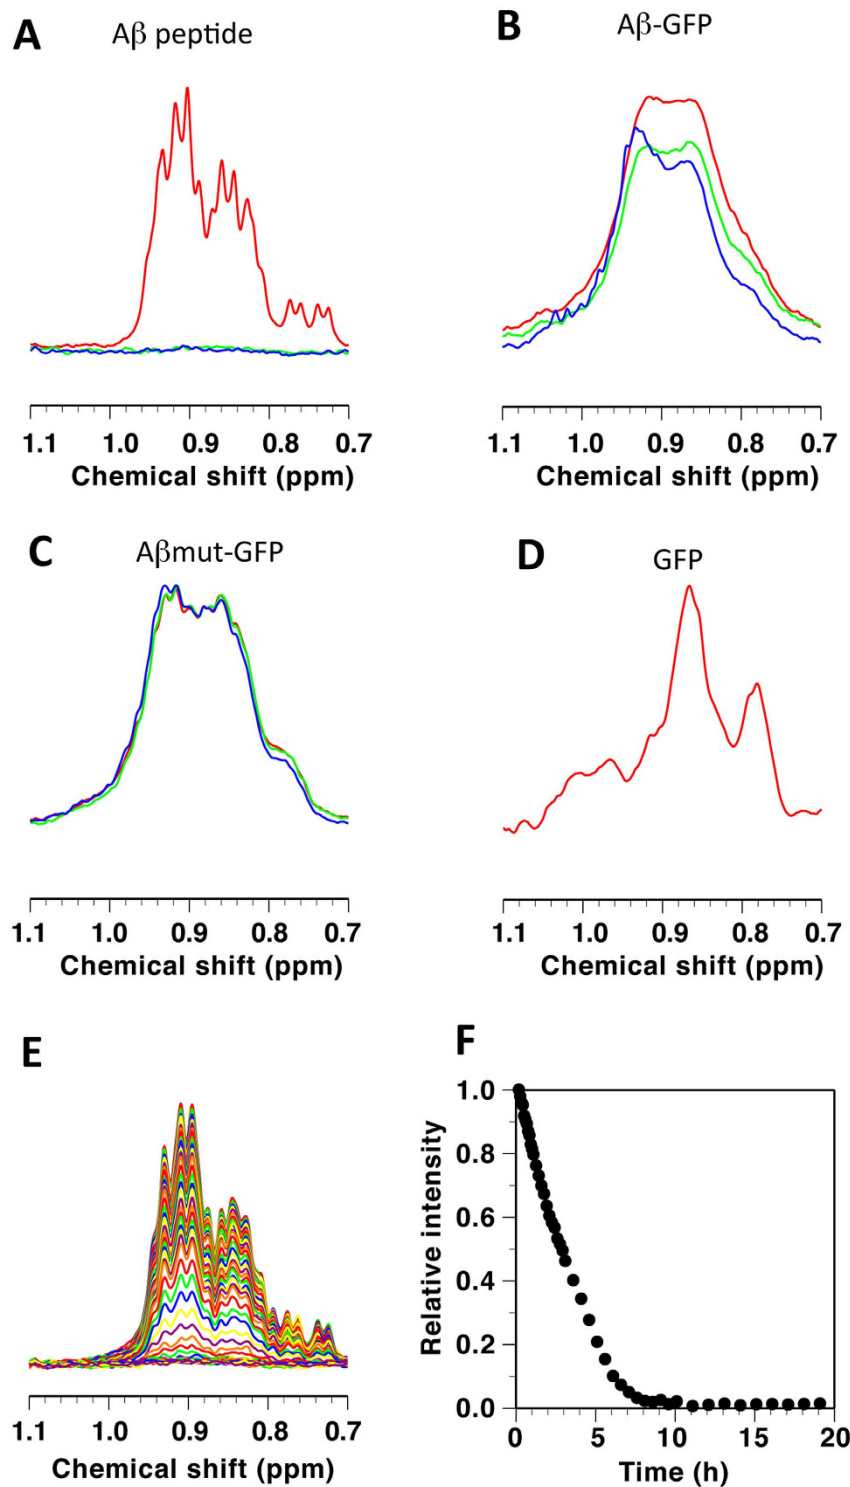 A
Aβ peptide
B
Aβ-GFP
1.1 1.0 0.9 0.8 0.7
Chemical shift (ppm)
1.1 1.0 0.9 0.8 0.7
Chemical shift (ppm)
C
Aβmut-GFP
D
GFP
1.1 1.0 0.9 0.8 0.7
Chemical shift (ppm)
1.1 1.0 0.9 0.8 0.7
Chemical shift (ppm)
E
1.1 1.0 0.9 0.8 0.7
Chemical shift (ppm)
F
Relative intensity
1.0
0.8
0.6
0.4
0.2
0.0
0 5 10 15 20
Time (h)